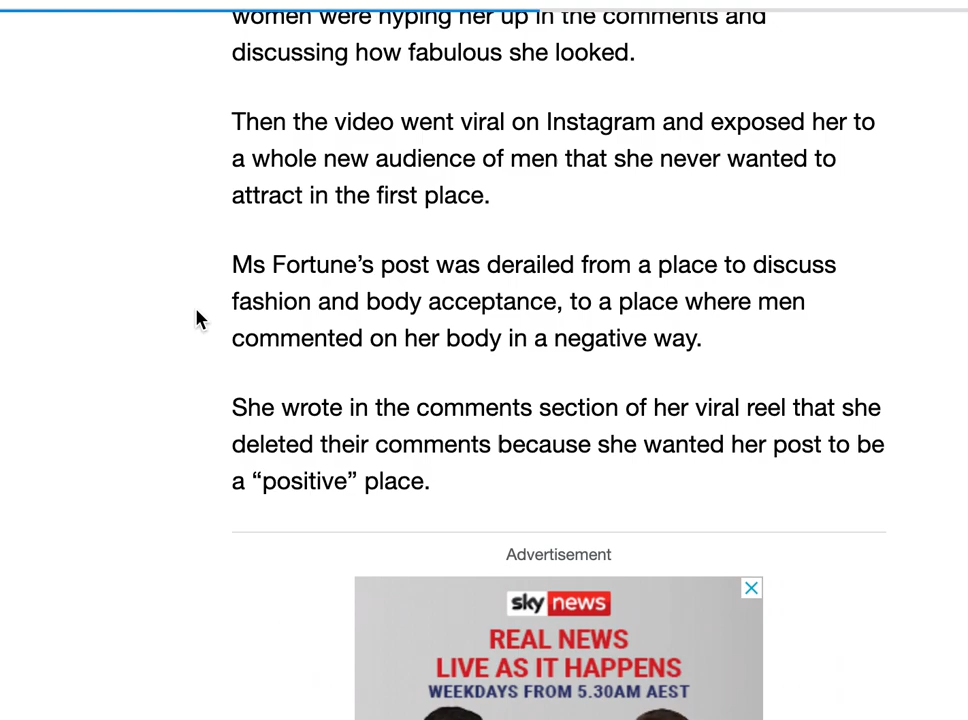 women were hyping her up in the comments and
discussing how fabulous she looked.
Then the video went viral on Instagram and exposed her to
a whole new audience of men that she never wanted to
attract in the first place.
Ms Fortune’s post was derailed from a place to discuss
fashion and body acceptance, to a place where men
commented on her body in a negative way.
She wrote in the comments section of her viral reel that she
deleted their comments because she wanted her post to be
a “positive” place.
Advertisement
sky news
REAL NEWS
LIVE AS IT HAPPENS
WEEKDAYS FROM 5.30AM AEST